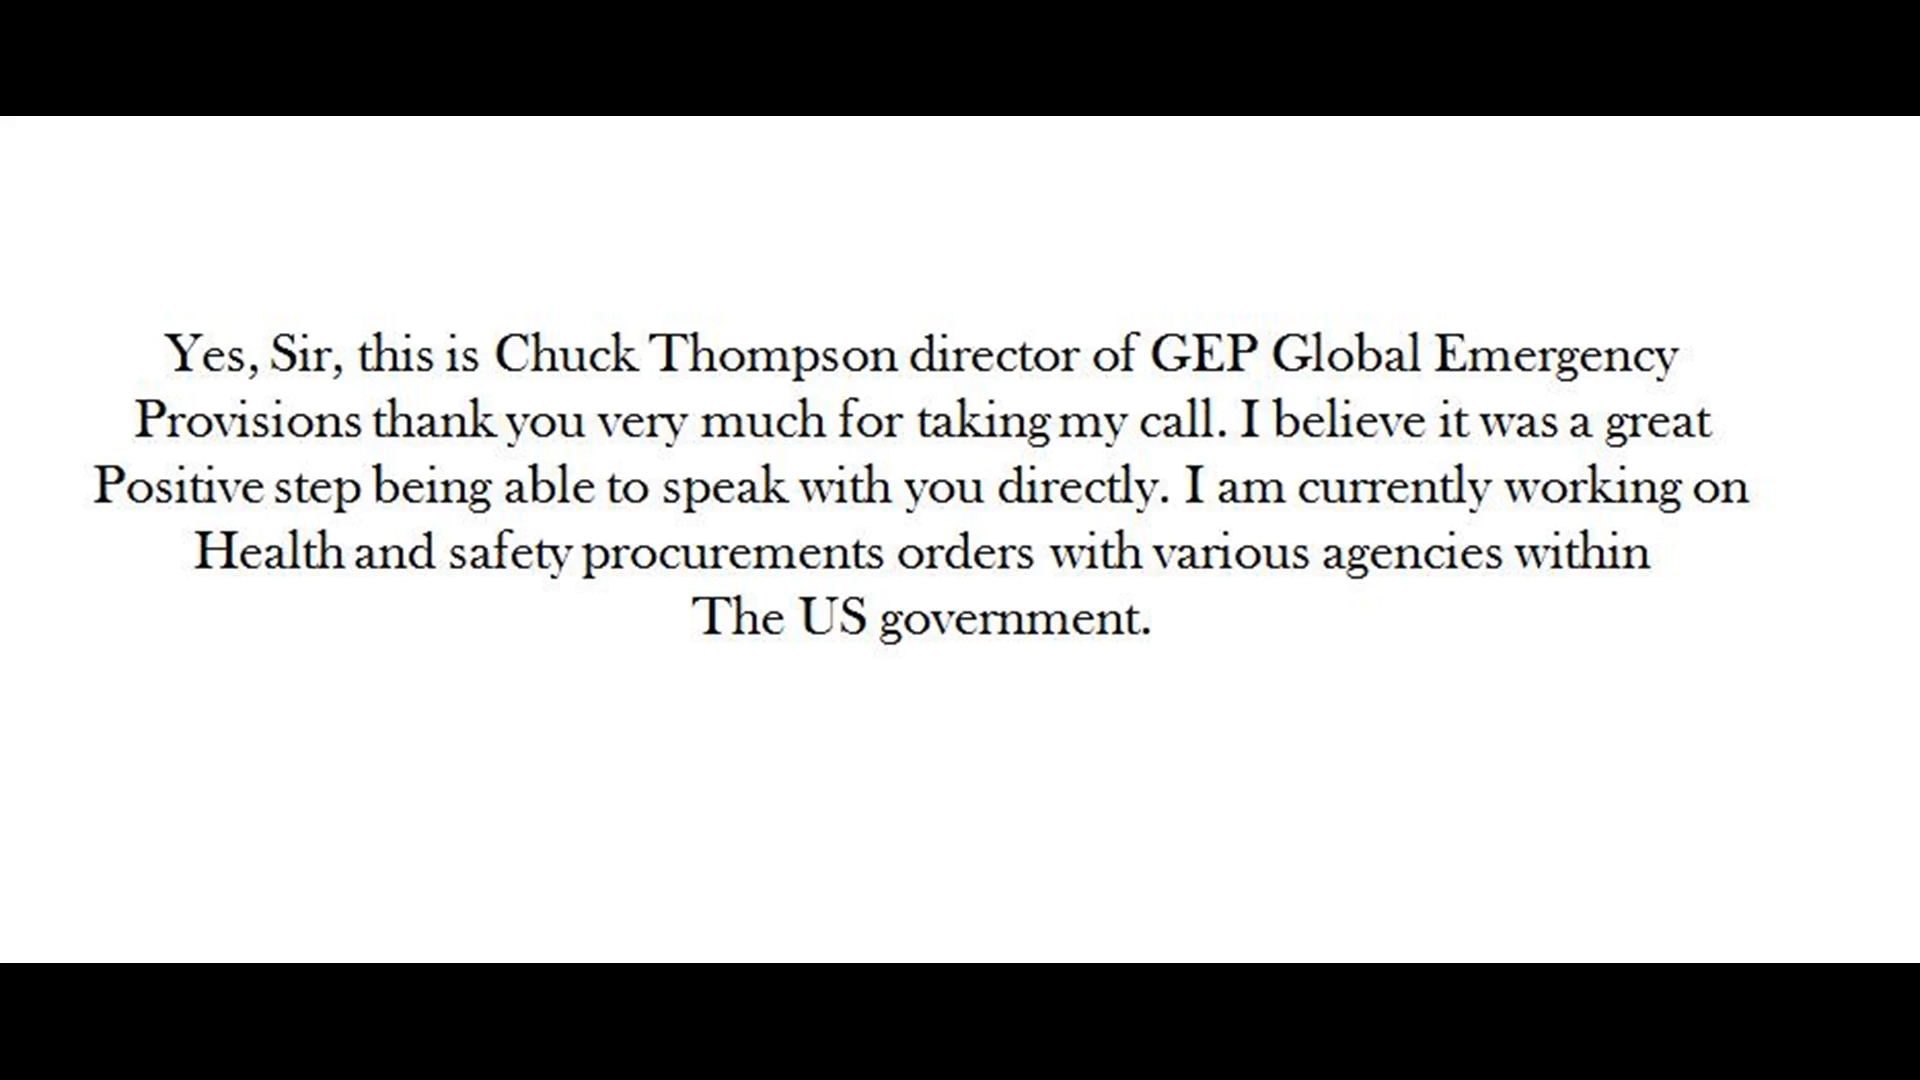 Yes, Sir, this is Chuck Thompson director of GEP Global Emergency
Provisions thank you very much for taking my call. I believe it was a great
Positive step being able to speak with you directly. I am currently working on
Health and safety procurements orders with various agencies within
The US government.